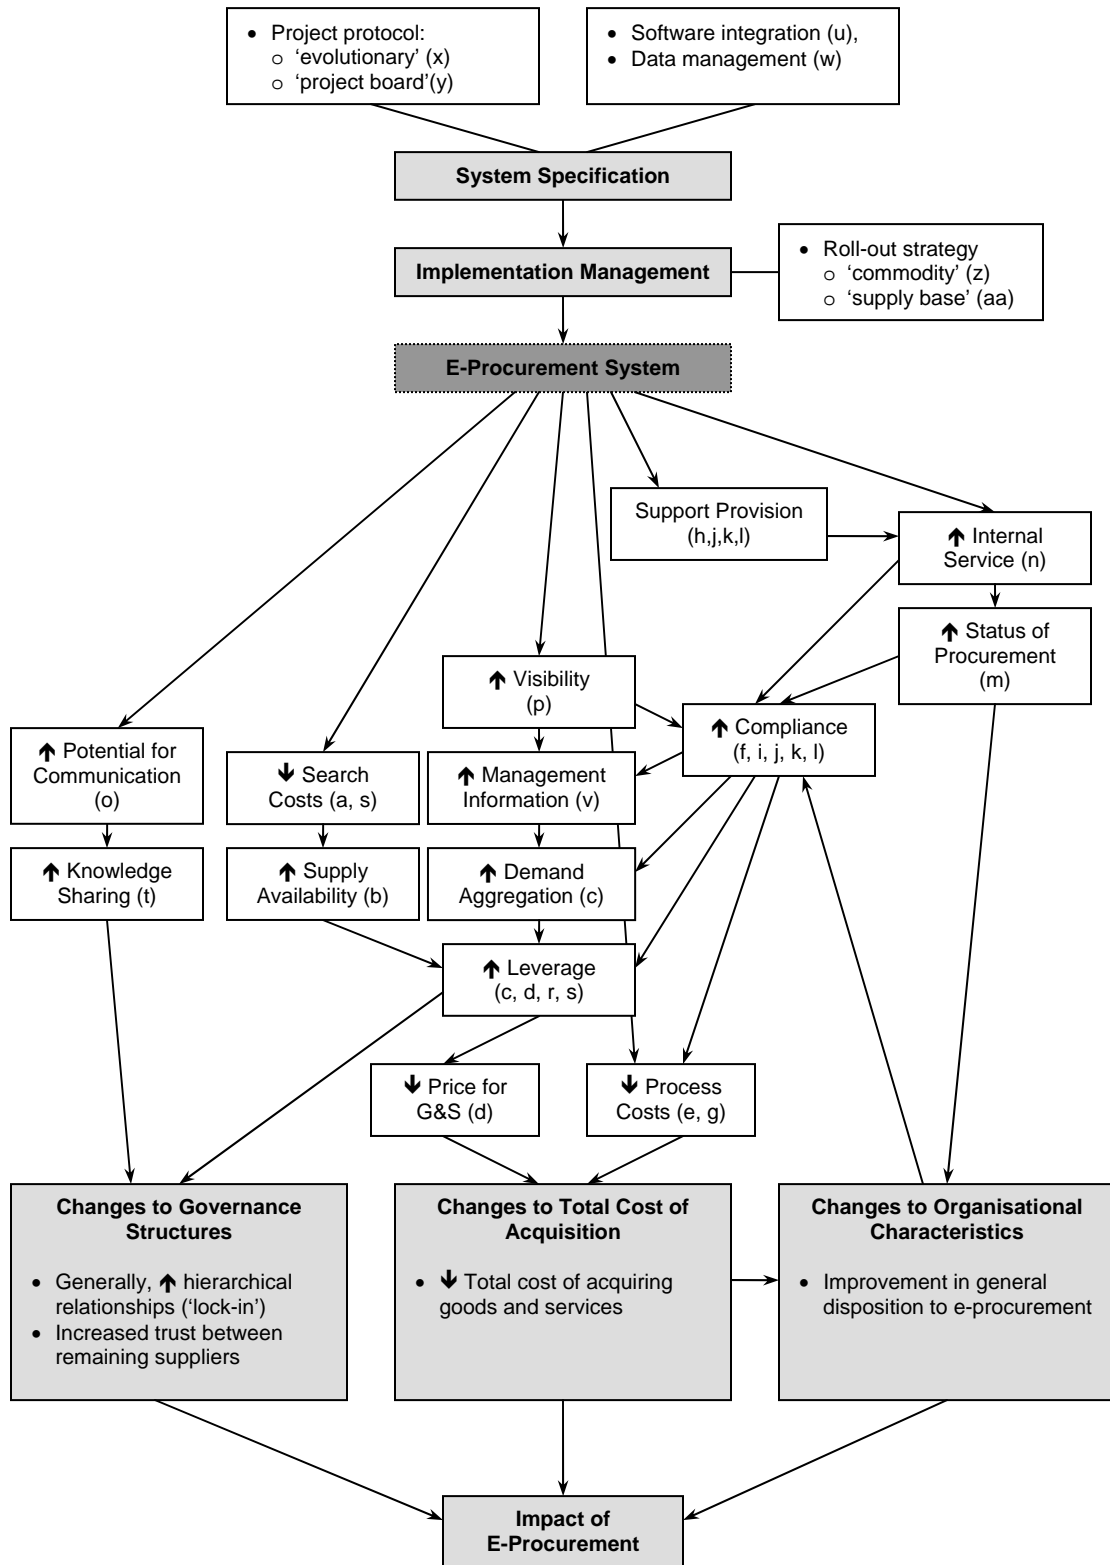 • Project protocol:
o ‘evolutionary’ (x)
o ‘project board’(y)
• Software integration (u),
• Data management (w)
System Specification
Implementation Management
• Roll-out strategy
o ‘commodity’ (z)
o ‘supply base’ (aa)
E-Procurement System
Support Provision
(h,j,k,l)
↑ Internal
Service (n)
↑ Status of
Procurement
(m)
↑ Visibility
(p)
↑ Compliance
(f, i, j, k, l)
↑ Potential for
Communication
(o)
↓ Search
Costs (a, s)
↑ Management
Information (v)
↑ Knowledge
Sharing (t)
↑ Supply
Availability (b)
↑ Demand
Aggregation (c)
↑ Leverage
(c, d, r, s)
↓ Price for
G&S (d)
↓ Process
Costs (e, g)
Changes to Governance
Structures
• Generally, ↑ hierarchical
relationships (‘lock-in’)
• Increased trust between
remaining suppliers
Changes to Total Cost of
Acquisition
• ↓ Total cost of acquiring
goods and services
Changes to Organisational
Characteristics
• Improvement in general
disposition to e-procurement
Impact of
E-Procurement